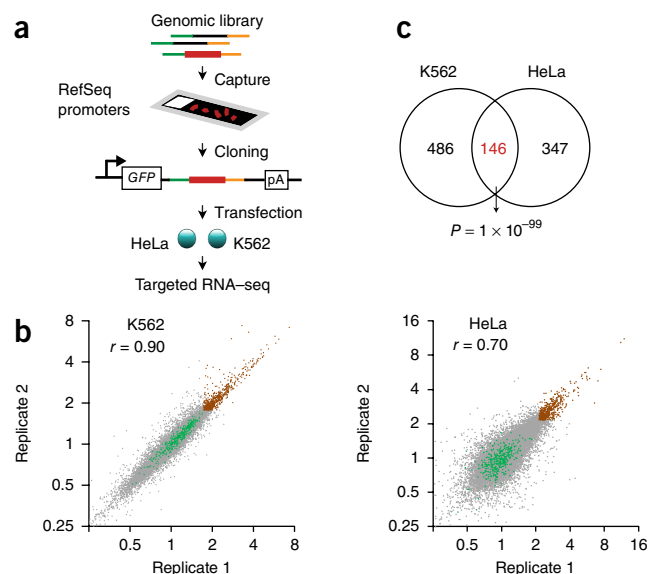 a
Genomic library
Capture
RefSeq
promoters
Cloning
GFP
pA
Transfection
HeLa
K562
Targeted RNA–seq
c
K562
HeLa
486
146
347
P = 1 × 10⁻⁹⁹
b
K562
r = 0.90
Replicate 2
8
4
2
1
0.5
0.25
0.5
1
2
4
8
Replicate 1
HeLa
r = 0.70
Replicate 2
16
8
4
2
1
0.5
0.25
0.5
1
2
4
8
16
Replicate 1